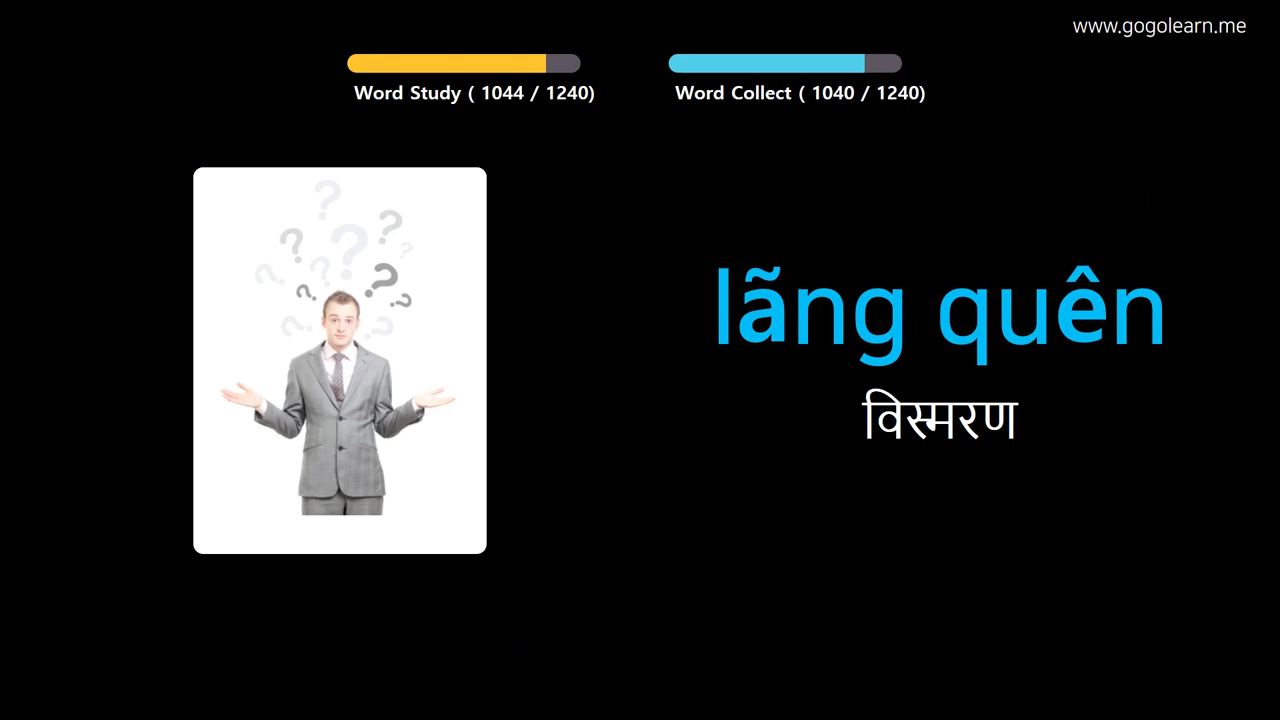 www.gogolearn.me
Word Study ( 1044 / 1240)
Word Collect ( 1040 / 1240)
lãng quên
विस्मरण